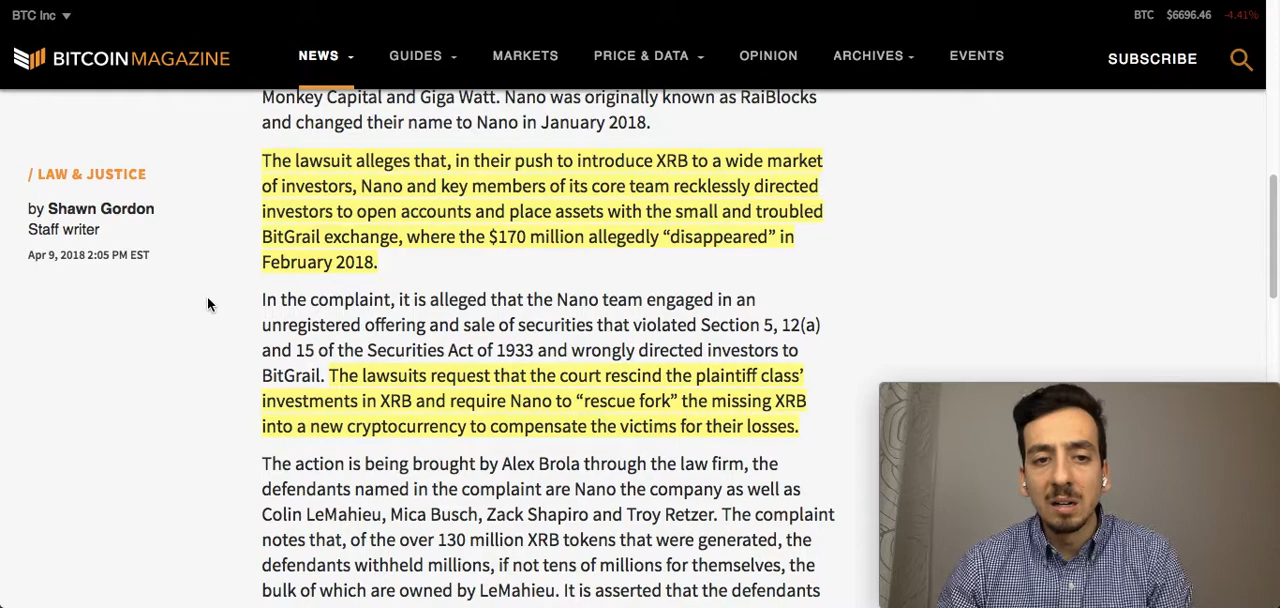 BTC Inc
BTC $6696.46 -4.41%
BITCOINMAGAZINE
NEWS GUIDES MARKETS PRICE & DATA OPINION ARCHIVES EVENTS
SUBSCRIBE
/ LAW & JUSTICE
by Shawn Gordon
Staff writer
Apr 9, 2018 2:05 PM EST
Monkey Capital and Giga Watt. Nano was originally known as RaiBlocks
and changed their name to Nano in January 2018.
The lawsuit alleges that, in their push to introduce XRB to a wide market
of investors, Nano and key members of its core team recklessly directed
investors to open accounts and place assets with the small and troubled
BitGrail exchange, where the $170 million allegedly “disappeared” in
February 2018.
In the complaint, it is alleged that the Nano team engaged in an
unregistered offering and sale of securities that violated Section 5, 12(a)
and 15 of the Securities Act of 1933 and wrongly directed investors to
BitGrail. The lawsuits request that the court rescind the plaintiff class’
investments in XRB and require Nano to “rescue fork” the missing XRB
into a new cryptocurrency to compensate the victims for their losses.
The action is being brought by Alex Brola through the law firm, the
defendants named in the complaint are Nano the company as well as
Colin LeMahieu, Mica Busch, Zack Shapiro and Troy Retzer. The complaint
notes that, of the over 130 million XRB tokens that were generated, the
defendants withheld millions, if not tens of millions for themselves, the
bulk of which are owned by LeMahieu. It is asserted that the defendants